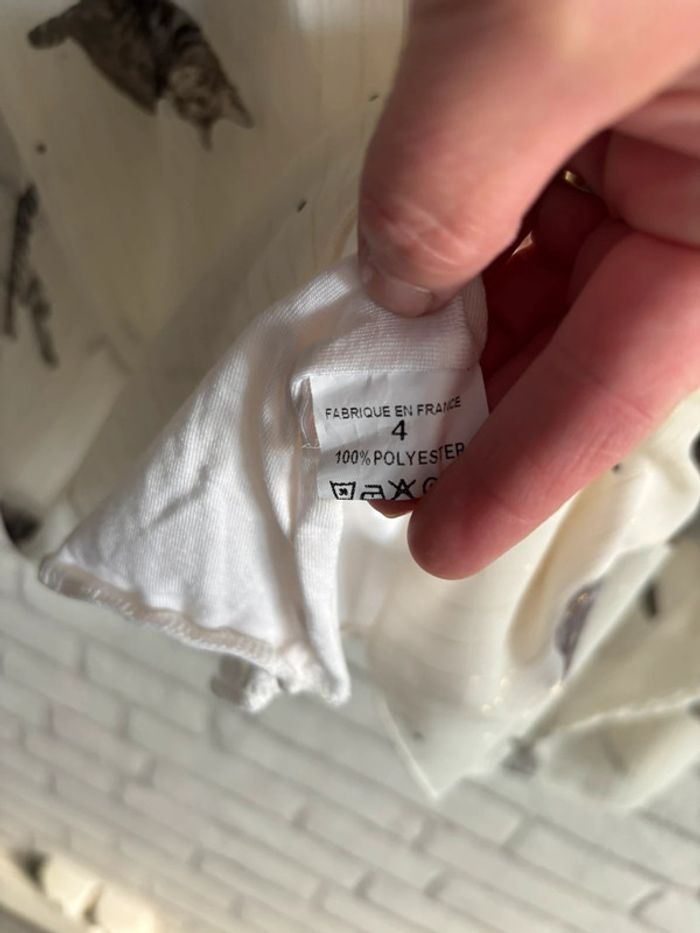 FABRIQUE EN FRANCE
4
100% POLYESTER